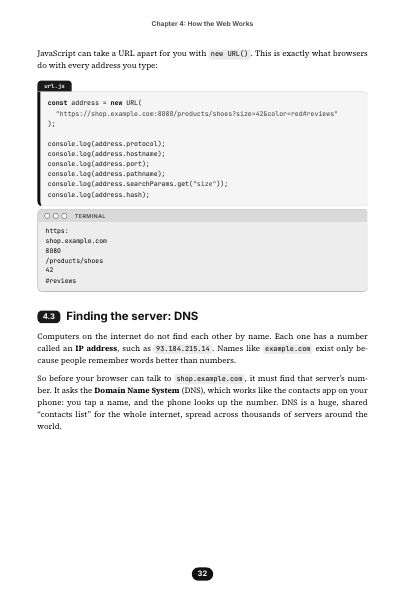 Chapter 4: How the Web Works
JavaScript can take a URL apart for you with new URL(). This is exactly what browsers
do with every address you type:
url.js
const address = new URL(
"https://shop.example.com:8080/products/shoes?size=42&color=red#reviews"
);
console.log(address.protocol);
console.log(address.hostname);
console.log(address.port);
console.log(address.pathname);
console.log(address.searchParams.get("size"));
console.log(address.hash);
TERMINAL
https:
shop.example.com
8080
/products/shoes
42
#reviews
4.3 Finding the server: DNS
Computers on the internet do not find each other by name. Each one has a number
called an IP address, such as 93.184.215.14. Names like example.com exist only be-
cause people remember words better than numbers.
So before your browser can talk to shop.example.com, it must find that server's num-
ber. It asks the Domain Name System (DNS), which works like the contacts app on your
phone: you tap a name, and the phone looks up the number. DNS is a huge, shared
“contacts list” for the whole internet, spread across thousands of servers around the
world.
32